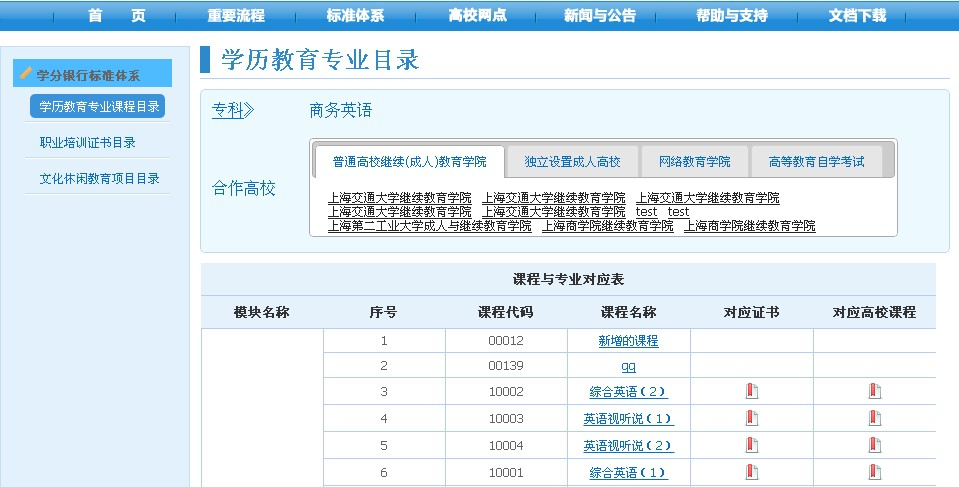 首 页 重要流程 标准体系 高校网点 新闻与公告 帮助与支持 文档下载
学分银行标准体系
学历教育专业课程目录
职业培训证书目录
文化休闲教育项目目录
学历教育专业目录
专科》 商务英语
合作高校
普通高校继续(成人)教育学院 独立设置成人高校 网络教育学院 高等教育自学考试
上海交通大学继续教育学院 上海交通大学继续教育学院 上海交通大学继续教育学院
上海交通大学继续教育学院 上海交通大学继续教育学院 test test
上海第二工业大学成人与继续教育学院 上海商学院继续教育学院 上海商学院继续教育学院
课程与专业对应表
模块名称 序号 课程代码 课程名称 对应证书 对应高校课程
1 00012 新增的课程
2 00139 qq
3 10002 综合英语(2)
4 10003 英语视听说(1)
5 10004 英语视听说(2)
6 10001 综合英语(1)